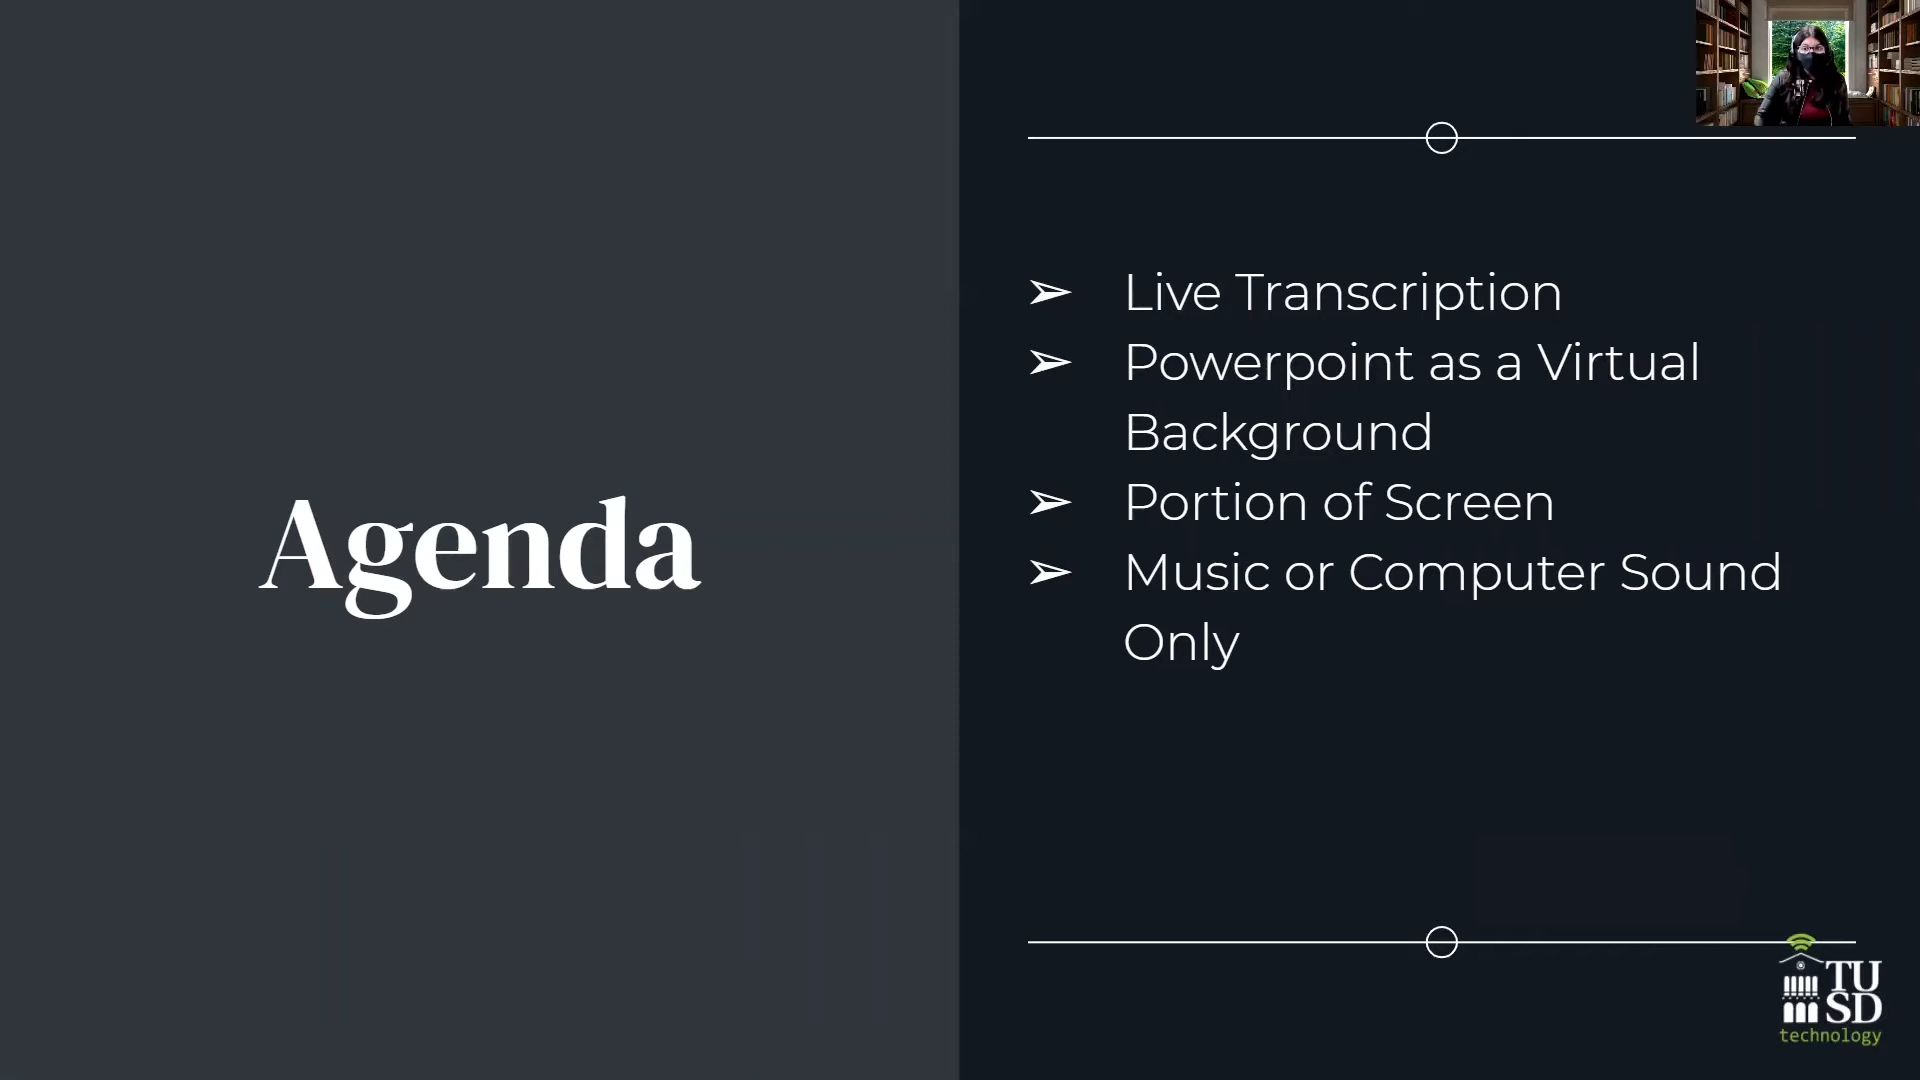 Agenda
➢ Live Transcription
➢ Powerpoint as a Virtual
Background
➢ Portion of Screen
➢ Music or Computer Sound
Only
TU
SD
technology